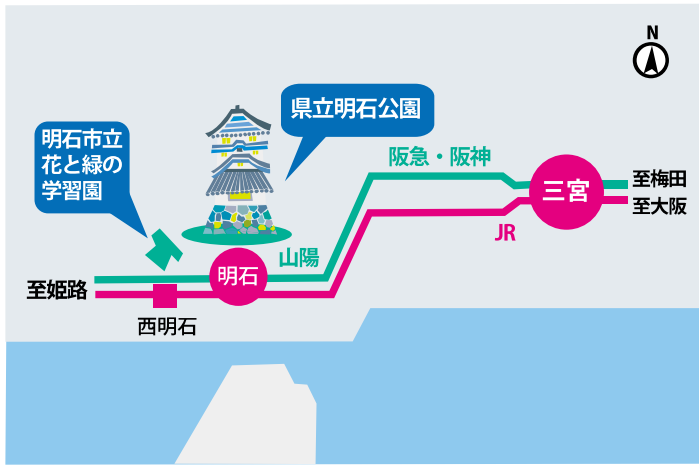 N
県立明石公園
明石市立
花と緑の
学習園
阪急・阪神
至梅田
三宮
至大阪
JR
山陽
明石
至姫路
西明石